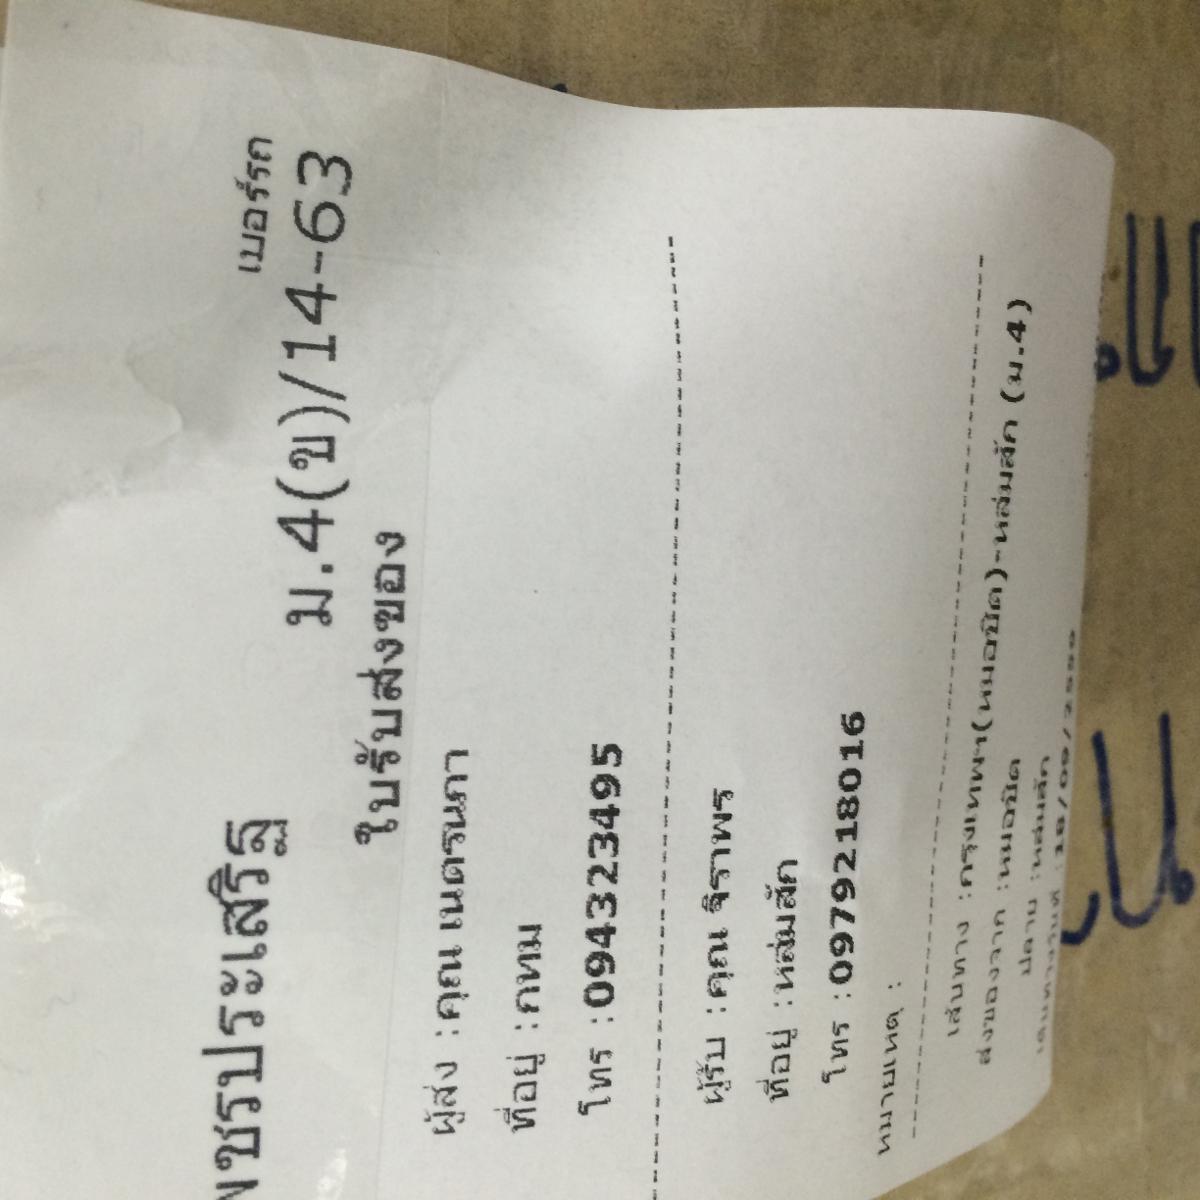 เพชรประเสริฐ
เบอร์รถ
ม.4(ข)/14-63
ใบรับส่งของ
ผู้ส่ง : คุณ เนตรนภา
ที่อยู่ : กทม
โทร : 094323495
ผู้รับ : คุณ จิราพร
ที่อยู่ : หล่มสัก
โทร : 0979218016
หมายเหตุ :
เส้นทาง : กรุงเทพฯ(หมอชิต)-หล่มสัก (ม.4)
ส่งของจาก : หมอชิต
ปลาย : หล่มสัก